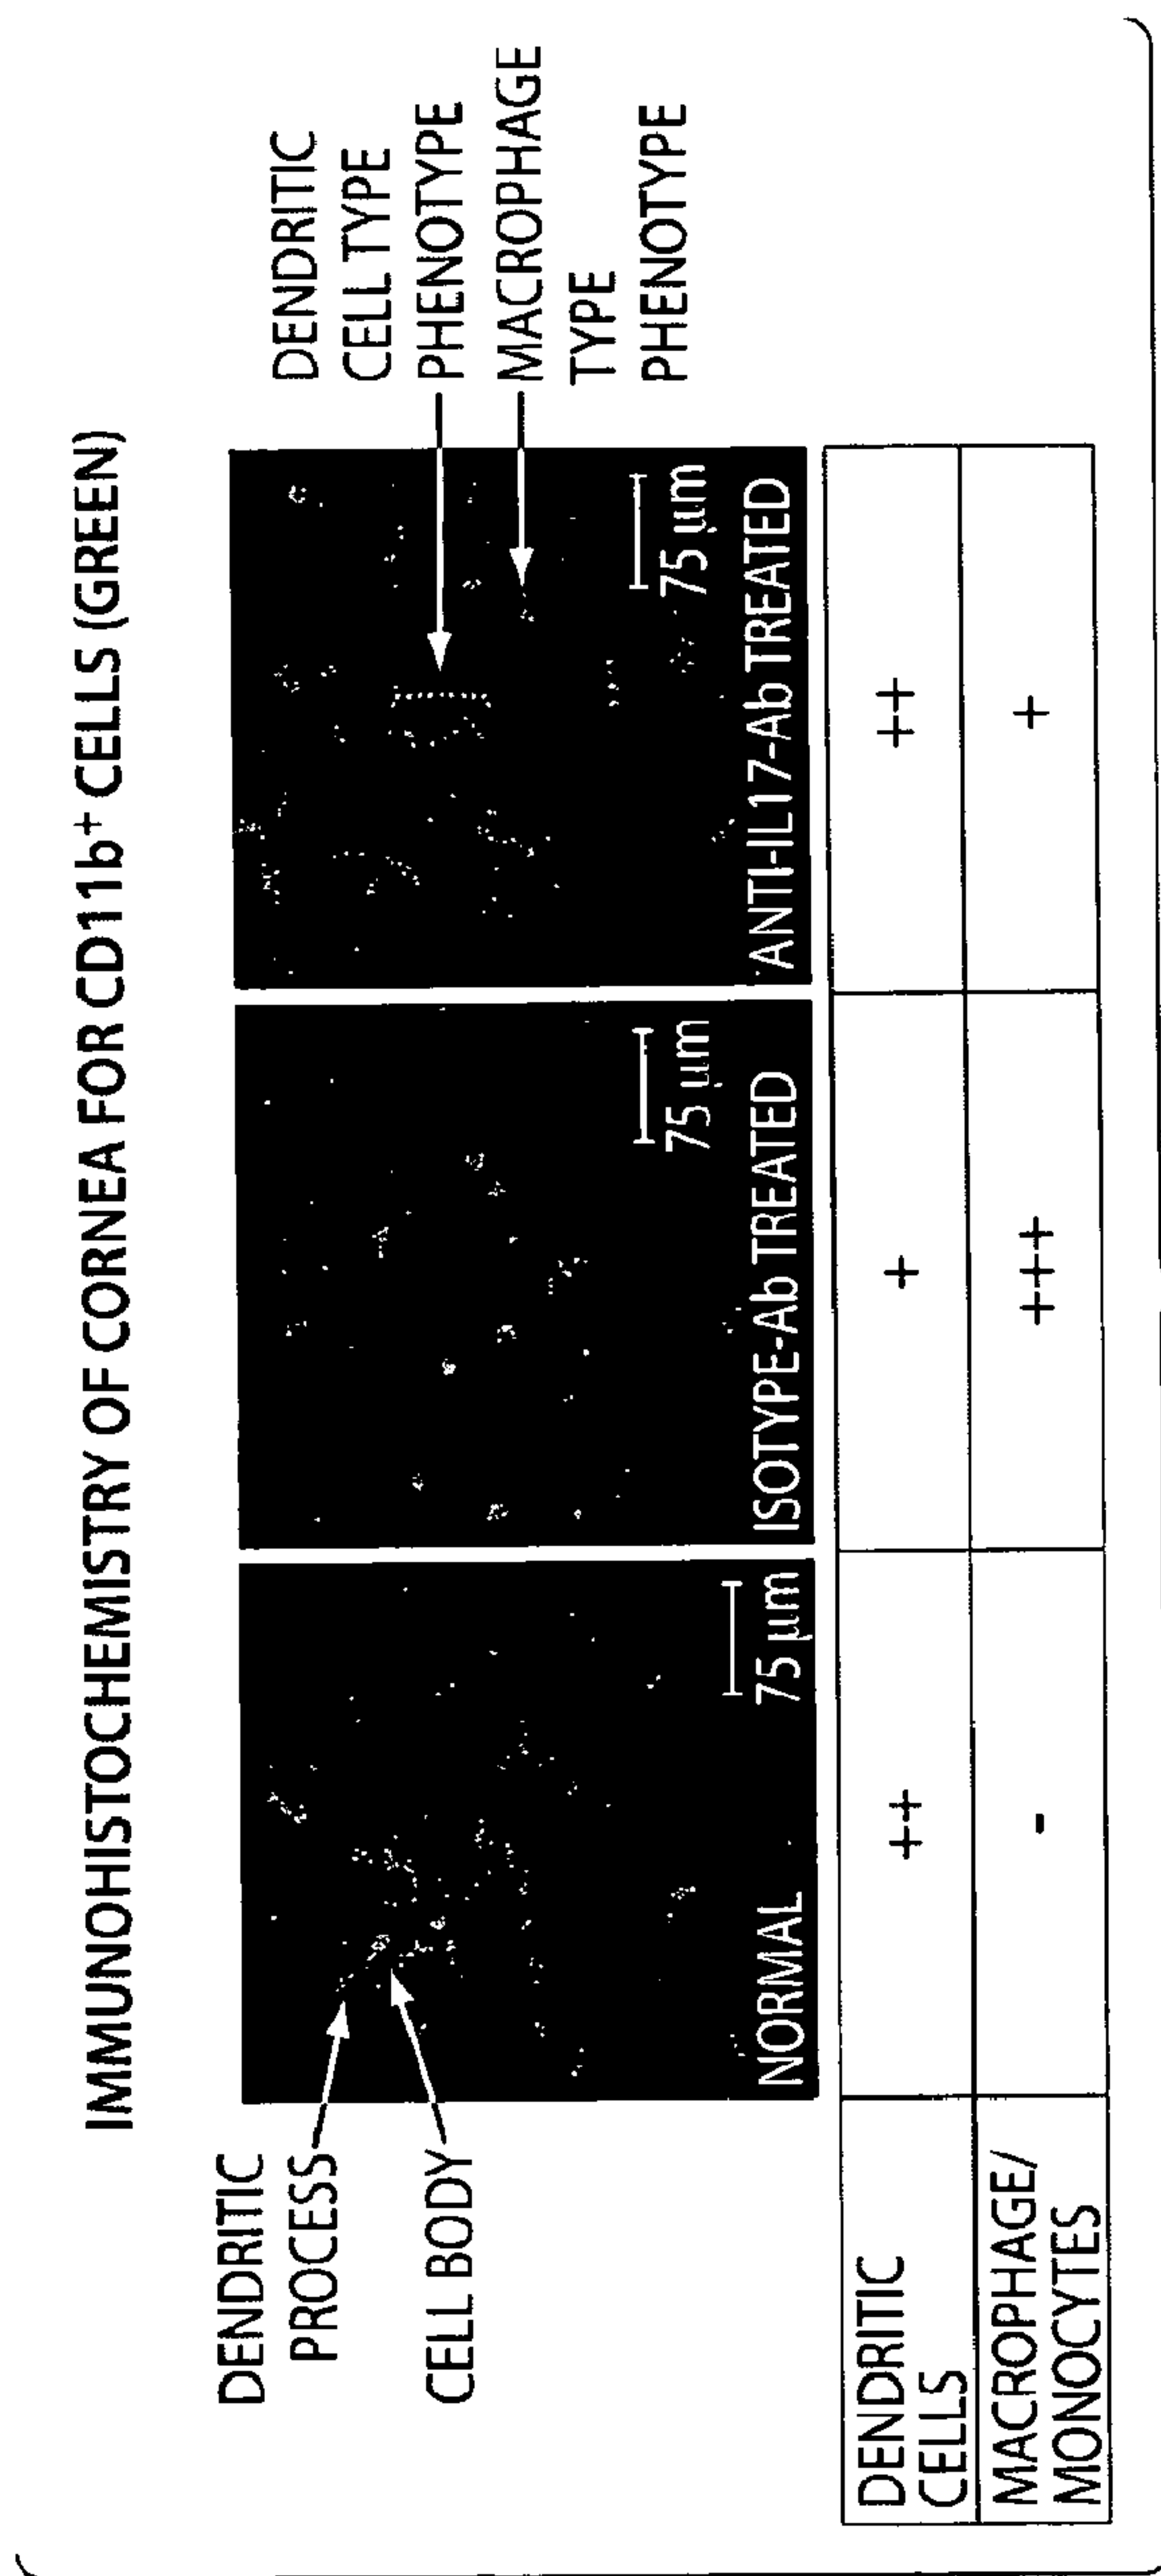 IMMUNOHISTOCHEMISTRY OF CORNEA FOR CD11b+ CELLS (GREEN)
DENDRITIC
PROCESS
CELL BODY
75 μm
NORMAL
75 μm
ISOTYPE-Ab TREATED
75 μm
ANTI-IL17-Ab TREATED
DENDRITIC
CELL TYPE
PHENOTYPE
MACROPHAGE
TYPE
PHENOTYPE
DENDRITIC
CELLS
++
+
++
MACROPHAGE/
MONOCYTES
-
+++
+